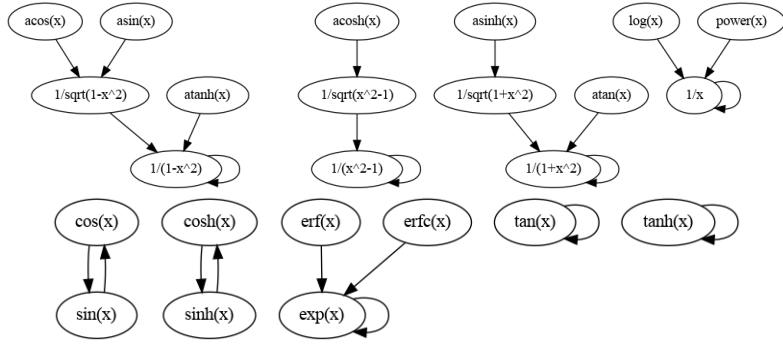 acos(x) asin(x) acosh(x) asinh(x) log(x) power(x)
1/sqrt(1-x^2) atanh(x) 1/sqrt(x^2-1) 1/sqrt(1+x^2) atan(x) 1/x
1/(1-x^2) 1/(x^2-1) 1/(1+x^2)
cos(x) cosh(x) erf(x) erfc(x) tan(x) tanh(x)
sin(x) sinh(x) exp(x)